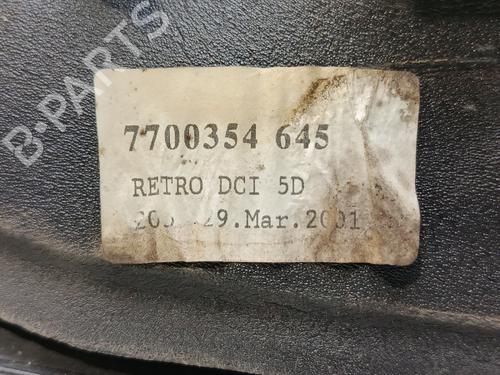 B-PARTS
7700354 645
RETRO DCI 5D
29.Mar.2001